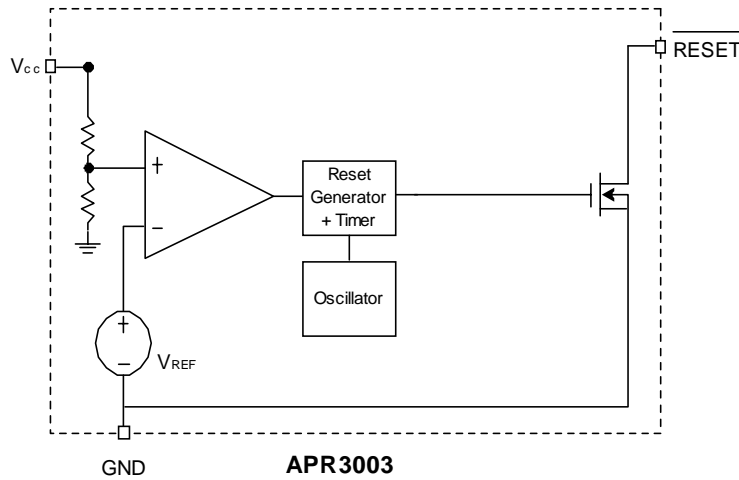 Vcc
RESET
+
−
Reset
Generator
+ Timer
Oscillator
+
−
VREF
GND
APR3003